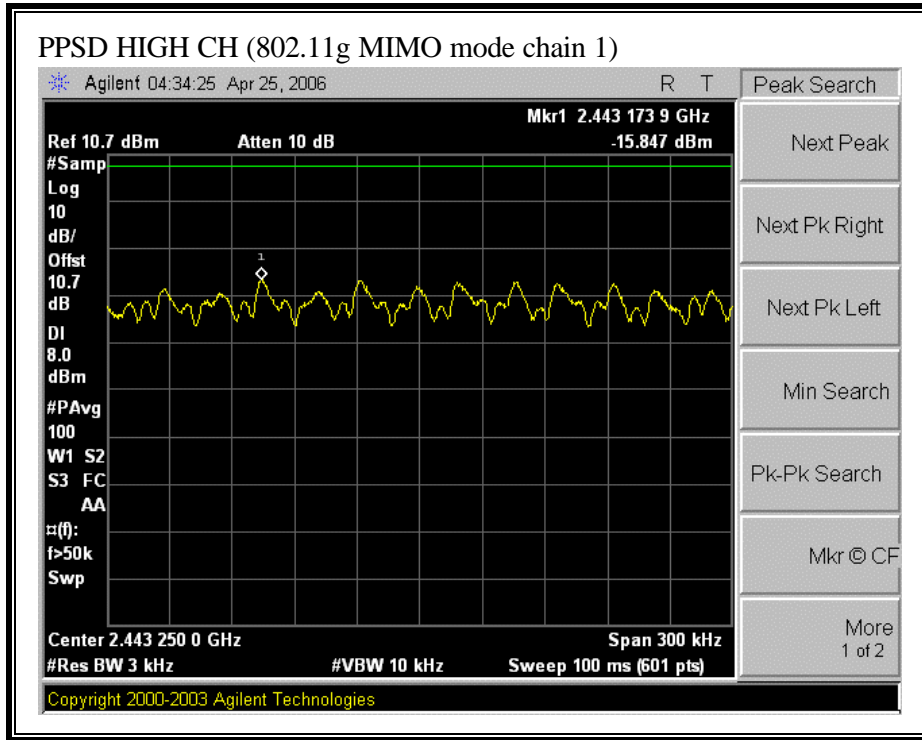 PPSD HIGH CH (802.11g MIMO mode chain 1)
Agilent 04:34:25 Apr 25, 2006 R T Peak Search
Mkr1 2.443 173 9 GHz
Ref 10.7 dBm Atten 10 dB -15.847 dBm
#Samp
Log
10
dB/
Offst
10.7
dB
DI
8.0
dBm
#PAvg
100
W1 S2
S3 FC
AA
¤(f):
f>50k
Swp
1
Center 2.443 250 0 GHz Span 300 kHz
#Res BW 3 kHz #VBW 10 kHz Sweep 100 ms (601 pts)
Next Peak
Next Pk Right
Next Pk Left
Min Search
Pk-Pk Search
Mkr © CF
More
1 of 2
Copyright 2000-2003 Agilent Technologies